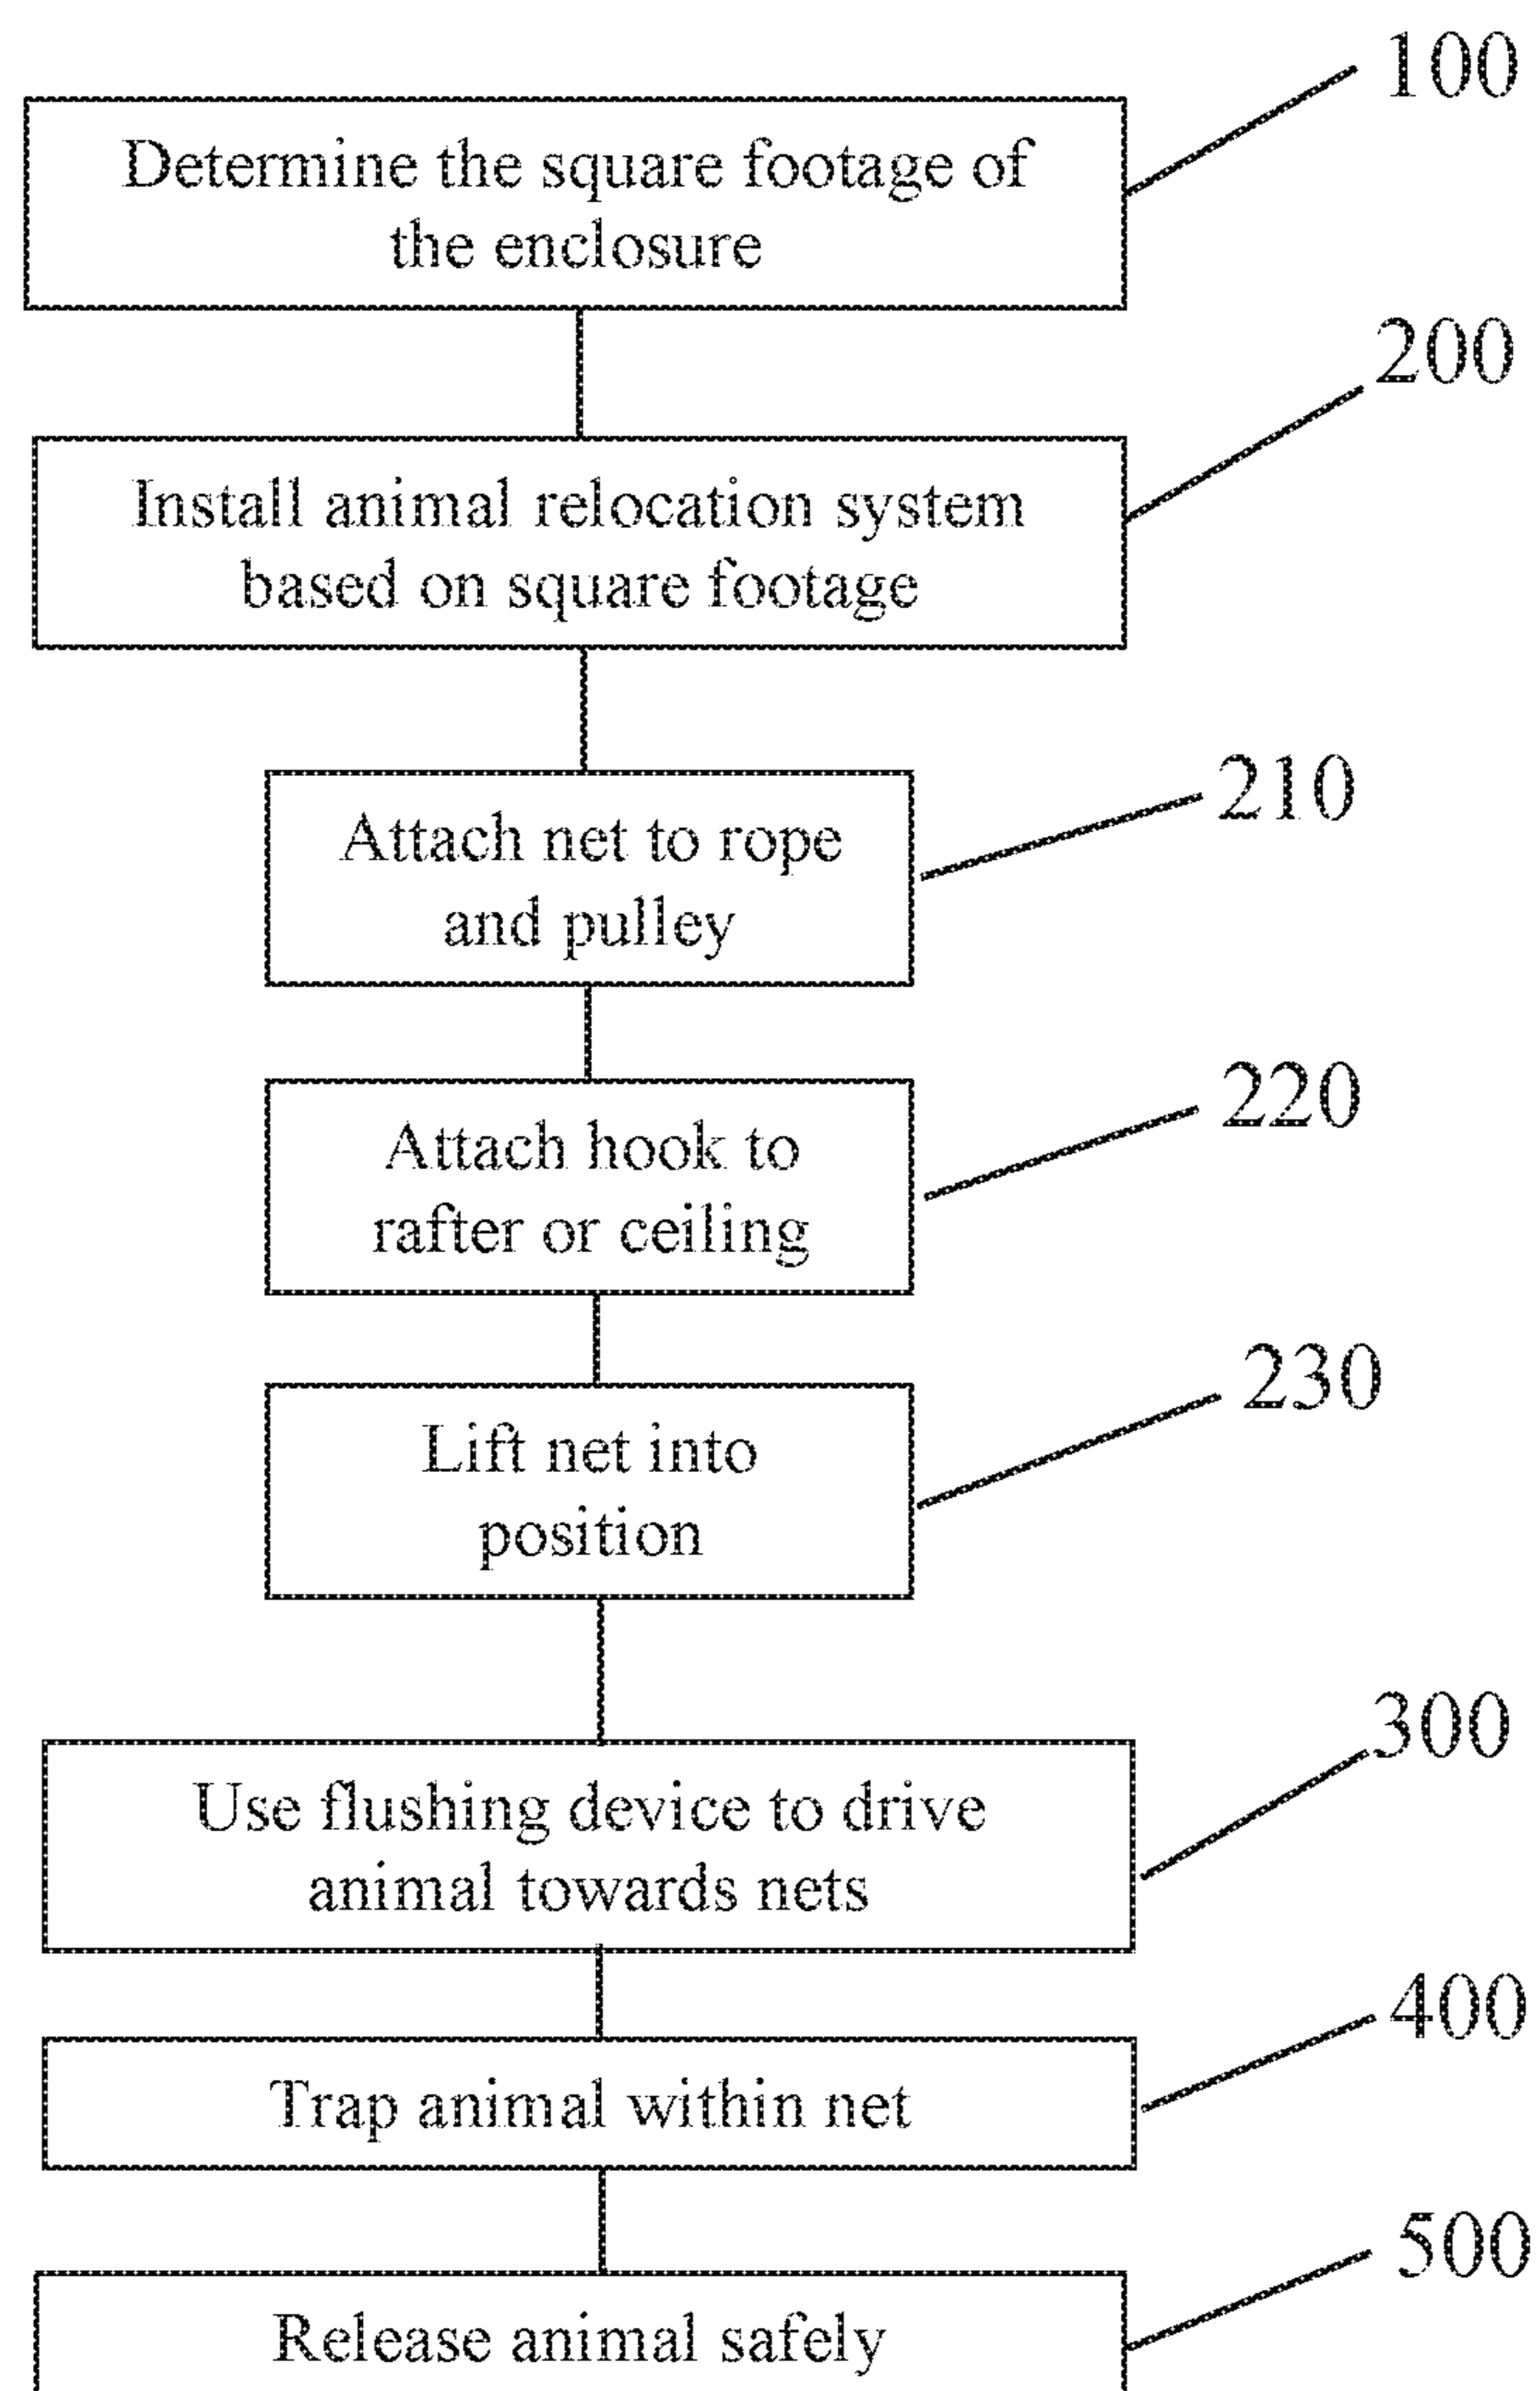 100
Determine the square footage of
the enclosure
200
Install animal relocation system
based on square footage
210
Attach net to rope
and pulley
220
Attach hook to
rafter or ceiling
230
Lift net into
position
300
Use flushing device to drive
animal towards nets
400
Trap animal within net
500
Release animal safely